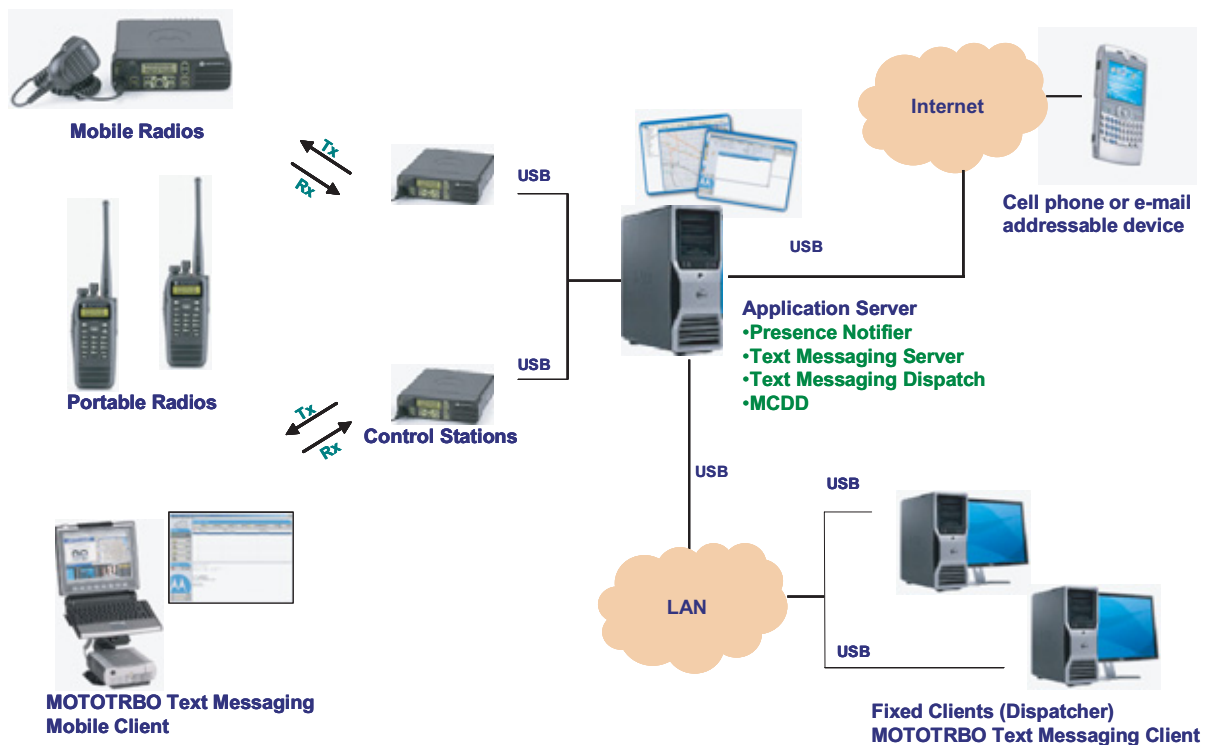 Mobile Radios
Tx
Rx
USB
Internet
Cell phone or e-mail
addressable device
USB
Application Server
•Presence Notifier
•Text Messaging Server
•Text Messaging Dispatch
•MCDD
Portable Radios
USB
Tx
Rx
Control Stations
USB
LAN
USB
USB
MOTOTRBO Text Messaging
Mobile Client
Fixed Clients (Dispatcher)
MOTOTRBO Text Messaging Client